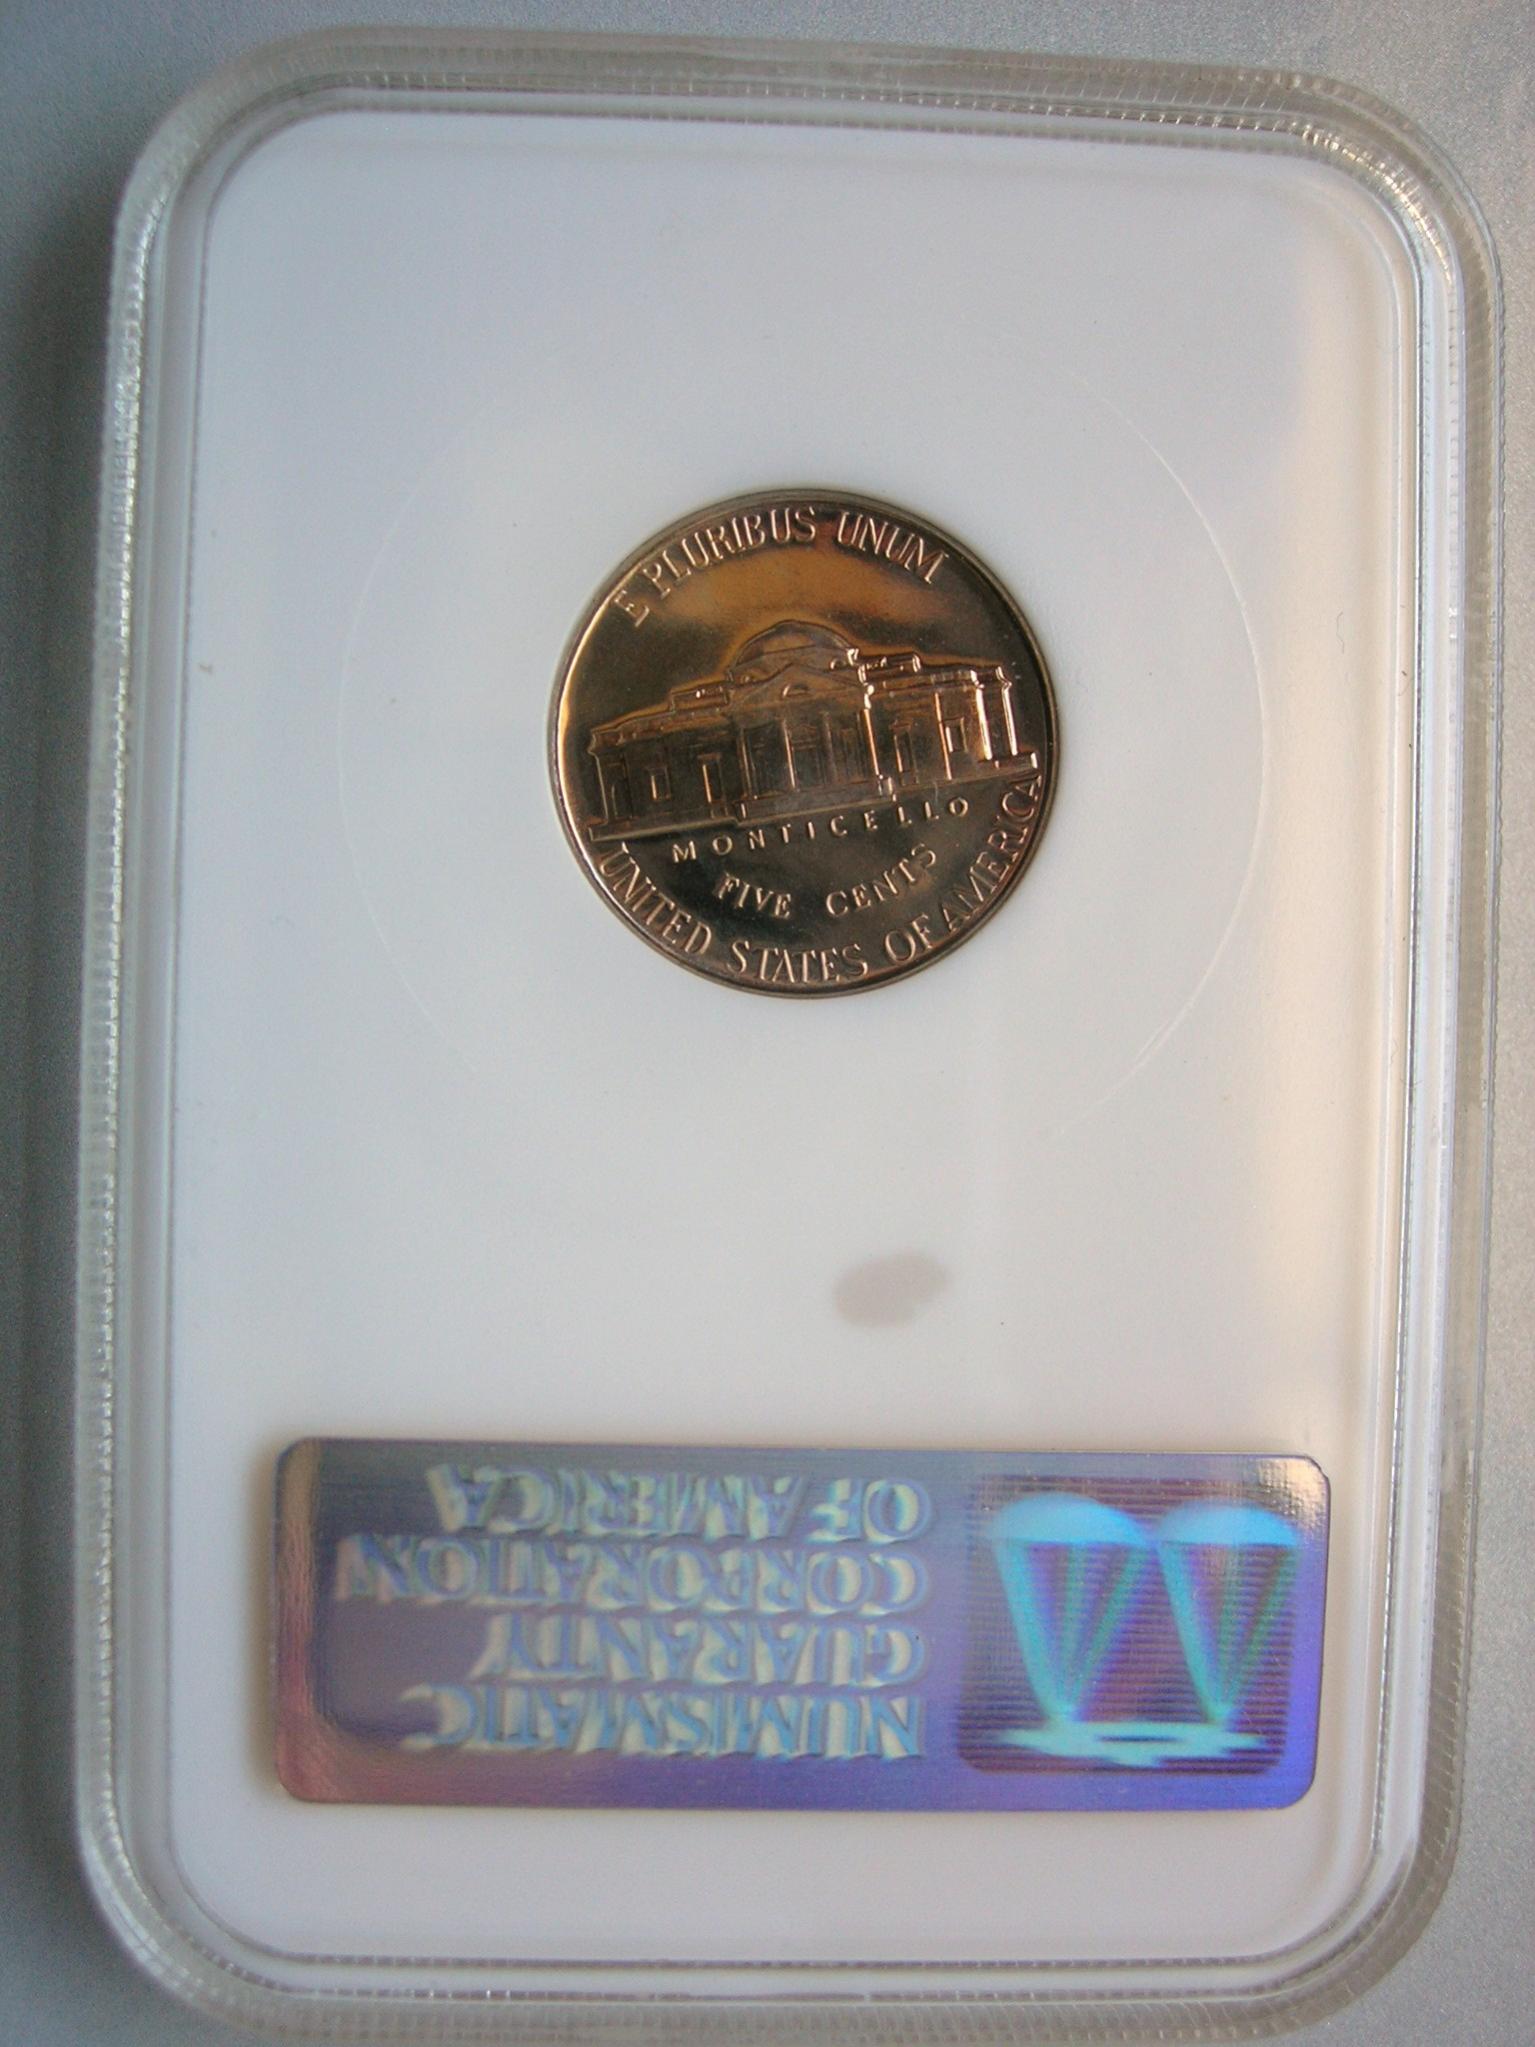 E PLURIBUS UNUM
MONTICELLO
FIVE CENTS
UNITED STATES OF AMERICA
NUMISMATIC
GUARANTY
CORPORATION
OF AMERICA